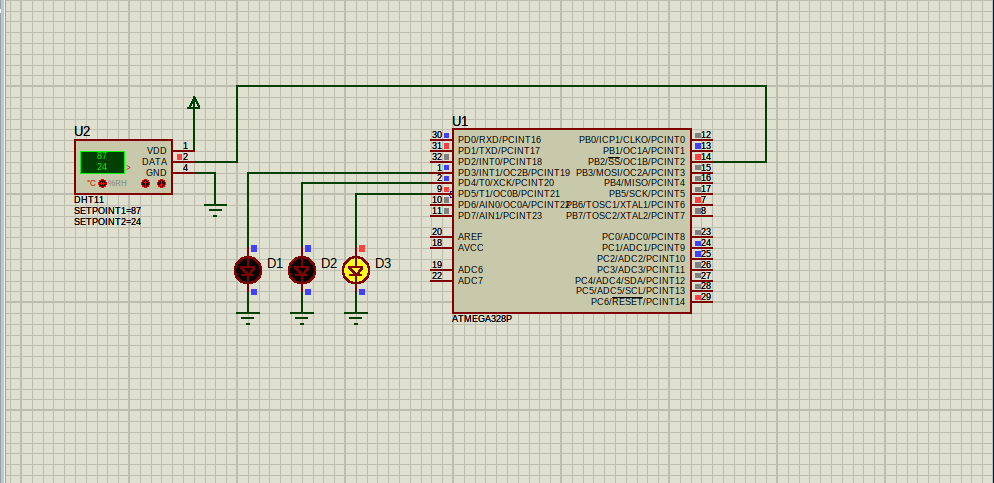 U2
87
24
>
°C %RH
VDD
DATA
GND
1
2
4
DHT11
SETPOINT1=87
SETPOINT2=24
D1
D2
D3
U1
30 PD0/RXD/PCINT16 PB0/ICP1/CLKO/PCINT0 12
31 PD1/TXD/PCINT17 PB1/OC1A/PCINT1 13
32 PD2/INT0/PCINT18 PB2/SS/OC1B/PCINT2 14
1 PD3/INT1/OC2B/PCINT19 PB3/MOSI/OC2A/PCINT3 15
2 PD4/T0/XCK/PCINT20 PB4/MISO/PCINT4 16
9 PD5/T1/OC0B/PCINT21 PB5/SCK/PCINT5 17
10 PD6/AIN0/OC0A/PCINT22 PB6/TOSC1/XTAL1/PCINT6 7
11 PD7/AIN1/PCINT23 PB7/TOSC2/XTAL2/PCINT7 8
20 AREF PC0/ADC0/PCINT8 23
18 AVCC PC1/ADC1/PCINT9 24
PC2/ADC2/PCINT10 25
19 ADC6 PC3/ADC3/PCINT11 26
22 ADC7 PC4/ADC4/SDA/PCINT12 27
PC5/ADC5/SCL/PCINT13 28
PC6/RESET/PCINT14 29
ATMEGA328P